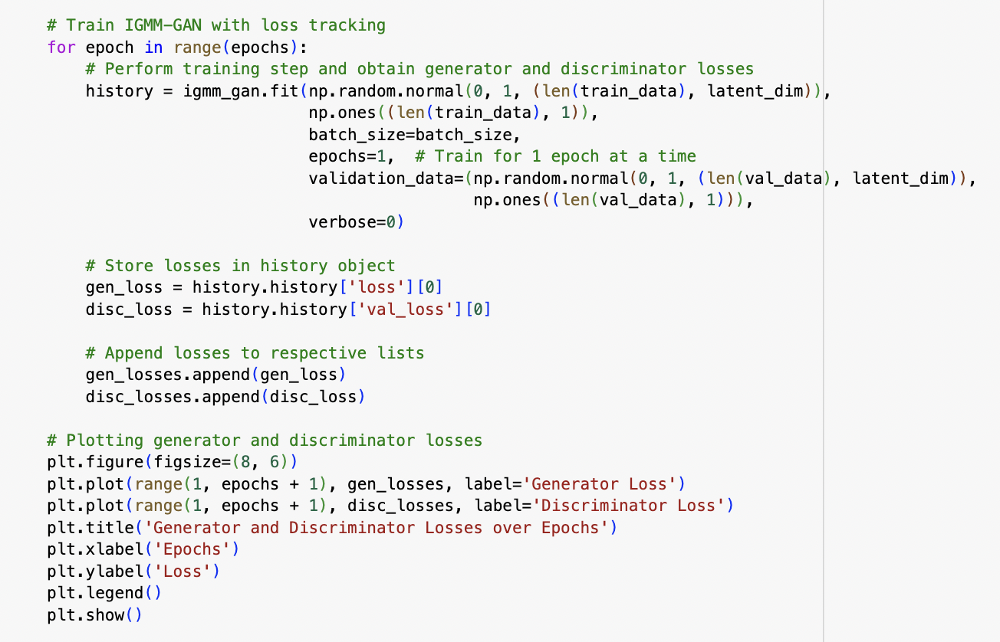 # Train IGMM-GAN with loss tracking
for epoch in range(epochs):
    # Perform training step and obtain generator and discriminator losses
    history = igmm_gan.fit(np.random.normal(0, 1, (len(train_data), latent_dim)),
                           np.ones((len(train_data), 1)),
                           batch_size=batch_size,
                           epochs=1,  # Train for 1 epoch at a time
                           validation_data=(np.random.normal(0, 1, (len(val_data), latent_dim)),
                                            np.ones((len(val_data), 1))),
                           verbose=0)

    # Store losses in history object
    gen_loss = history.history['loss'][0]
    disc_loss = history.history['val_loss'][0]

    # Append losses to respective lists
    gen_losses.append(gen_loss)
    disc_losses.append(disc_loss)

# Plotting generator and discriminator losses
plt.figure(figsize=(8, 6))
plt.plot(range(1, epochs + 1), gen_losses, label='Generator Loss')
plt.plot(range(1, epochs + 1), disc_losses, label='Discriminator Loss')
plt.title('Generator and Discriminator Losses over Epochs')
plt.xlabel('Epochs')
plt.ylabel('Loss')
plt.legend()
plt.show()